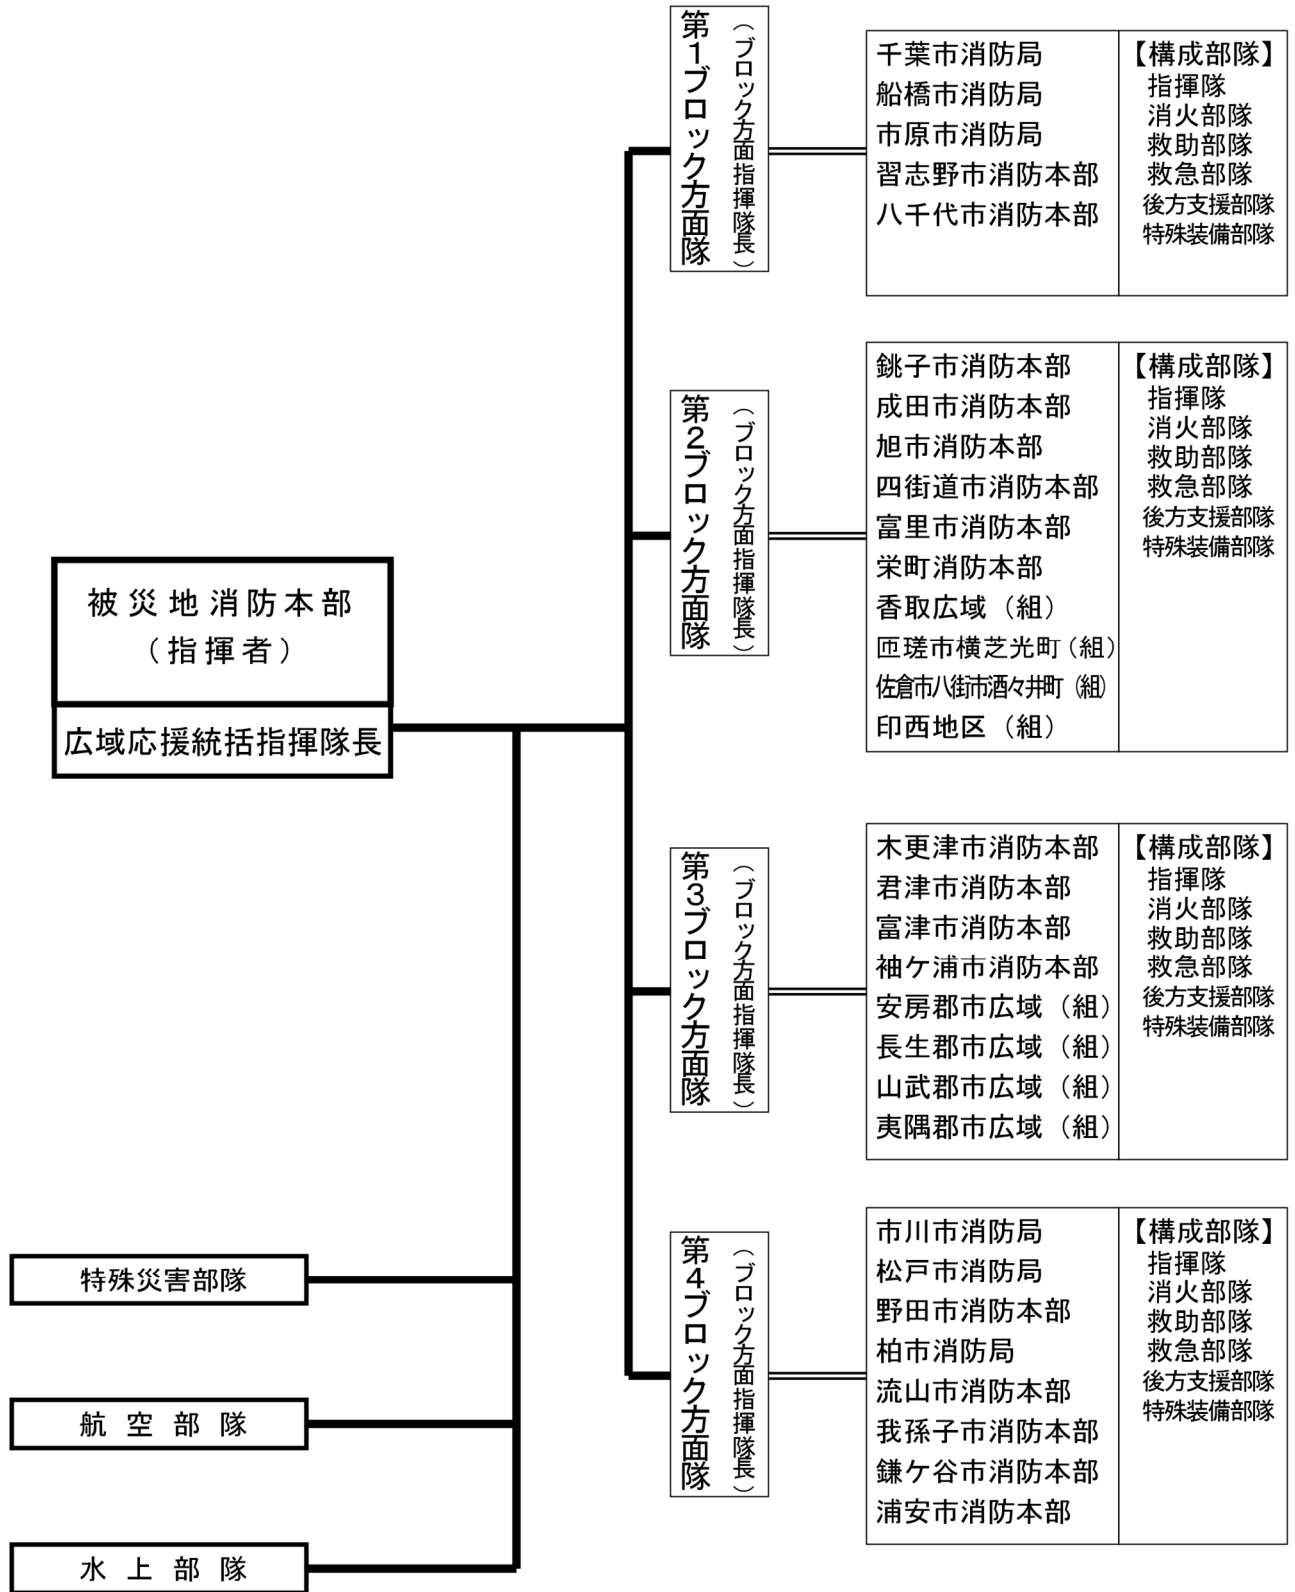 被災地消防本部
（指揮者）
広域応援統括指揮隊長
特殊災害部隊
航空部隊
水上部隊
第1ブロック方面隊
（ブロック方面指揮隊長）
千葉市消防局
船橋市消防局
市原市消防局
習志野市消防本部
八千代市消防本部
【構成部隊】
指揮隊
消火部隊
救助部隊
救急部隊
後方支援部隊
特殊装備部隊
第2ブロック方面隊
（ブロック方面指揮隊長）
銚子市消防本部
成田市消防本部
旭市消防本部
四街道市消防本部
富里市消防本部
栄町消防本部
香取広域（組）
匝瑳市横芝光町（組）
佐倉市八街市酒々井町（組）
印西地区（組）
【構成部隊】
指揮隊
消火部隊
救助部隊
救急部隊
後方支援部隊
特殊装備部隊
第3ブロック方面隊
（ブロック方面指揮隊長）
木更津市消防本部
君津市消防本部
富津市消防本部
袖ケ浦市消防本部
安房郡市広域（組）
長生郡市広域（組）
山武郡市広域（組）
夷隅郡市広域（組）
【構成部隊】
指揮隊
消火部隊
救助部隊
救急部隊
後方支援部隊
特殊装備部隊
第4ブロック方面隊
（ブロック方面指揮隊長）
市川市消防局
松戸市消防局
野田市消防本部
柏市消防局
流山市消防本部
我孫子市消防本部
鎌ケ谷市消防本部
浦安市消防本部
【構成部隊】
指揮隊
消火部隊
救助部隊
救急部隊
後方支援部隊
特殊装備部隊